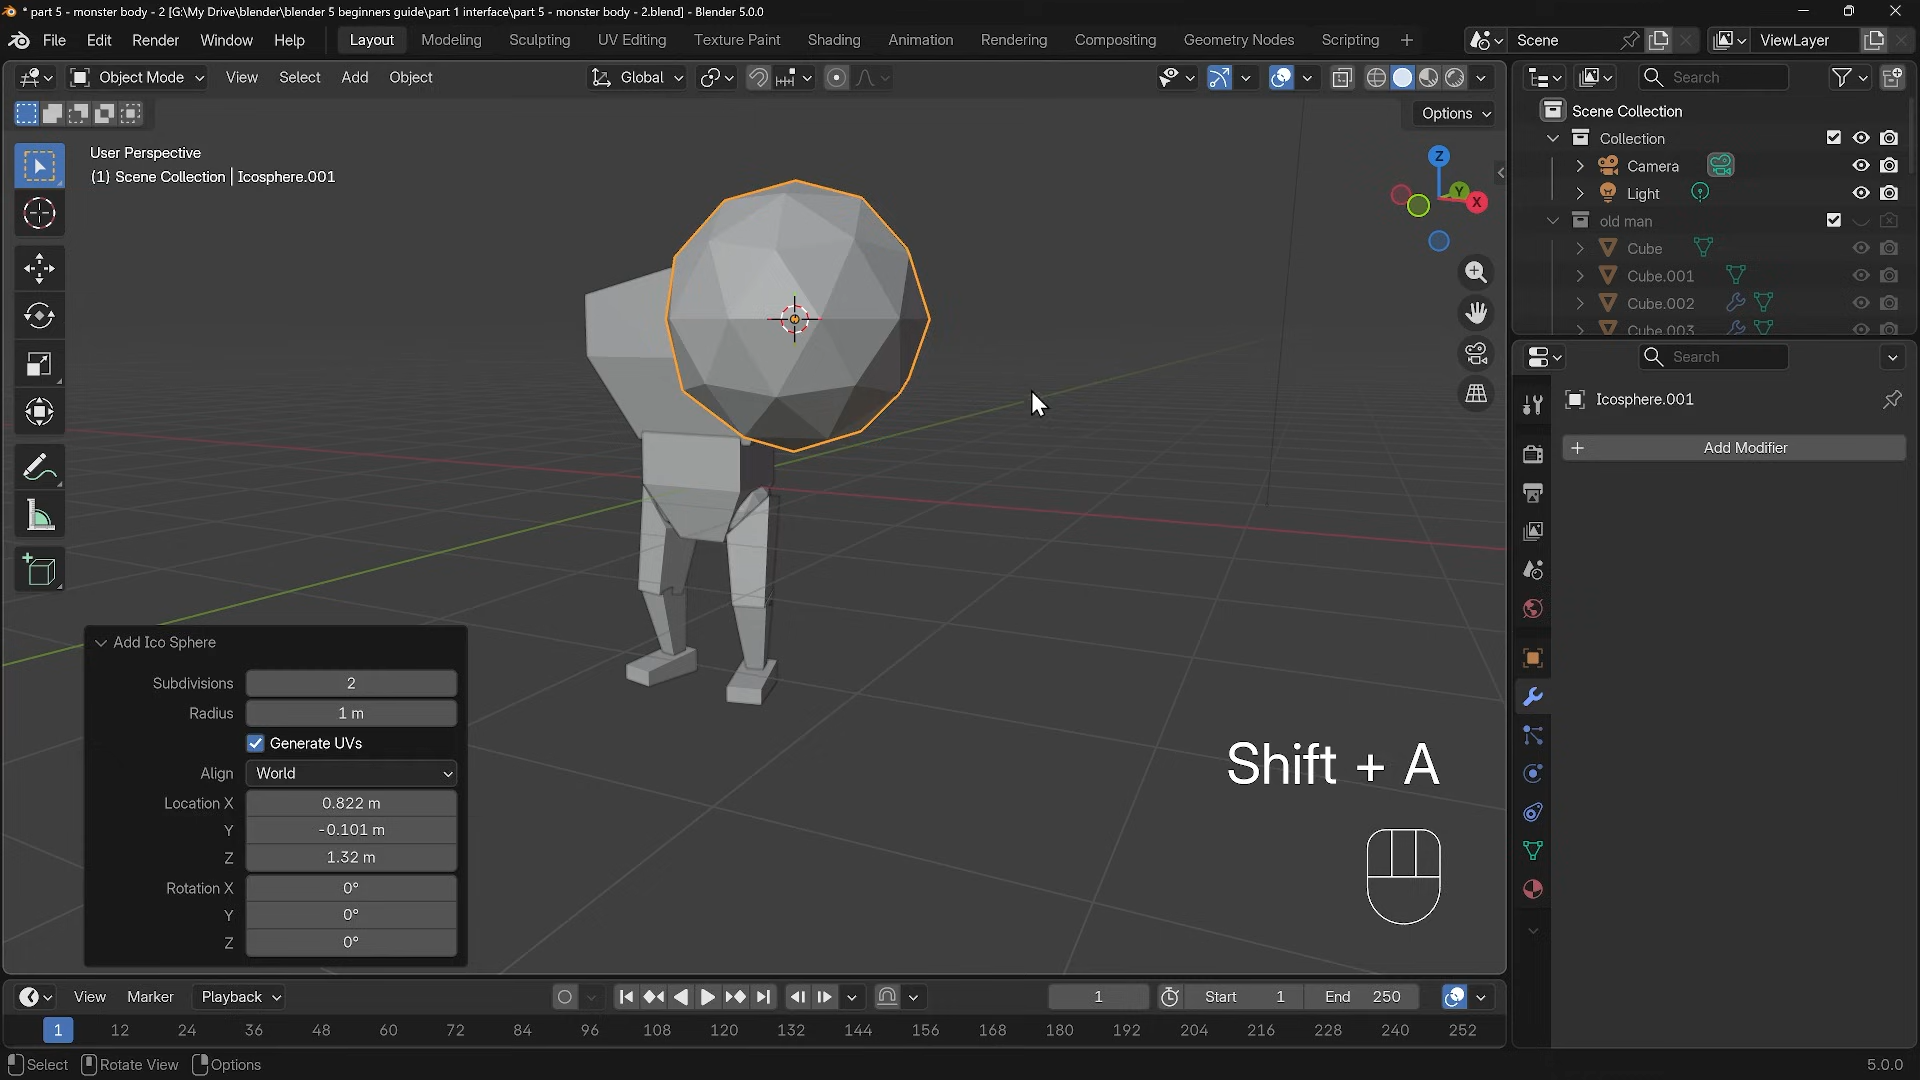 * part 5 - monster body - 2 [G:\My Drive\blender\blender 5 beginners guide\part 1 interface\part 5 - monster body - 2.blend] - Blender 5.0.0
File Edit Render Window Help Layout Modeling Sculpting UV Editing Texture Paint Shading Animation Rendering Compositing Geometry Nodes Scripting + Scene ViewLayer
Object Mode View Select Add Object Global Search
Options
User Perspective
(1) Scene Collection | Icosphere.001
Z
Y
X
Scene Collection
Collection
Camera
Light
old man
Cube
Cube.001
Cube.002
Cube.003
Search
Icosphere.001
+ Add Modifier
Add Ico Sphere
Subdivisions 2
Radius 1 m
Generate UVs
Align World
Location X 0.822 m
Y -0.101 m
Z 1.32 m
Rotation X 0°
Y 0°
Z 0°
Shift + A
View Marker Playback 1 Start 1 End 250
1 12 24 36 48 60 72 84 96 108 120 132 144 156 168 180 192 204 216 228 240 252
Select Rotate View Options 5.0.0